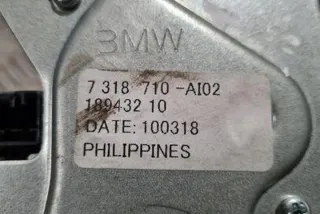 BMW
7 318 710 -AI02
189432 10
DATE: 100318
PHILIPPINES